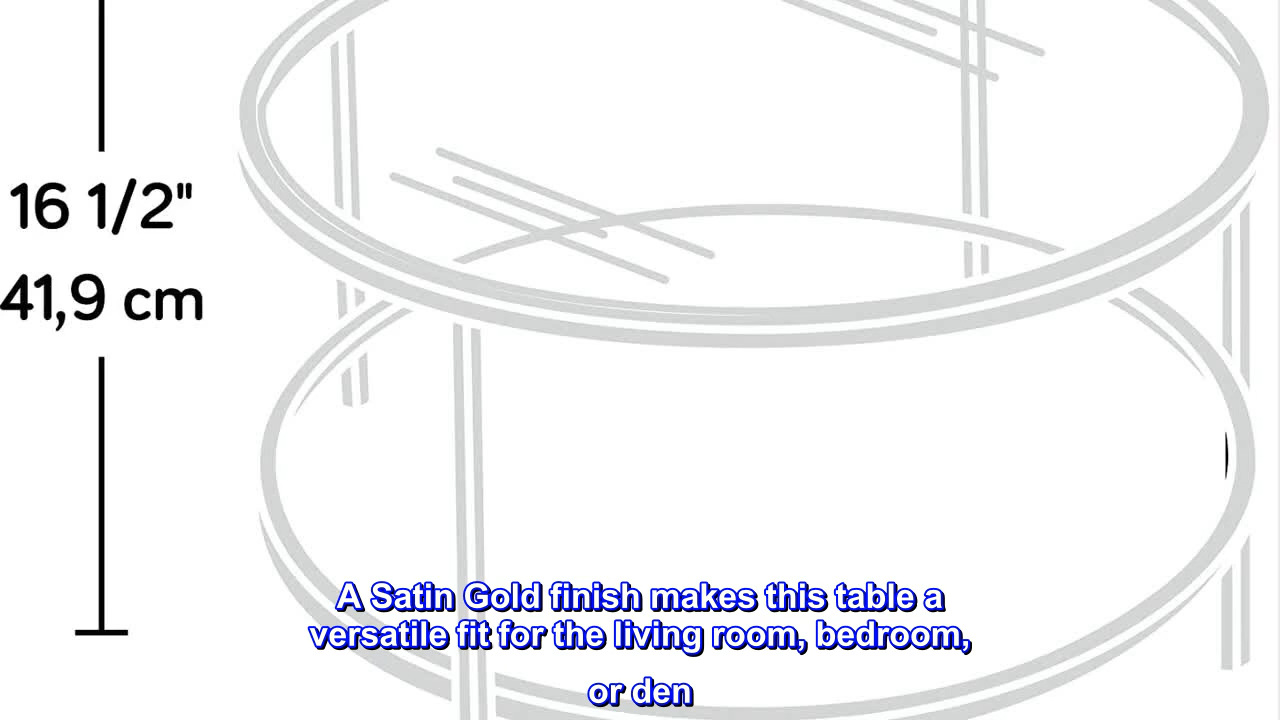 16 1/2"
41,9 cm
A Satin Gold finish makes this table a
versatile fit for the living room, bedroom,
or den